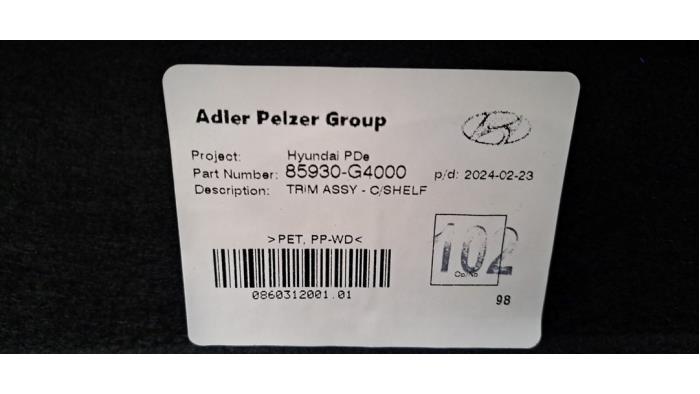 Adler Pelzer Group
Project: Hyundai PDe
Part Number: 85930-G4000 p/d: 2024-02-23
Description: TRIM ASSY - C/SHELF
>PET, PP-WD<
102
0860312001.01
98